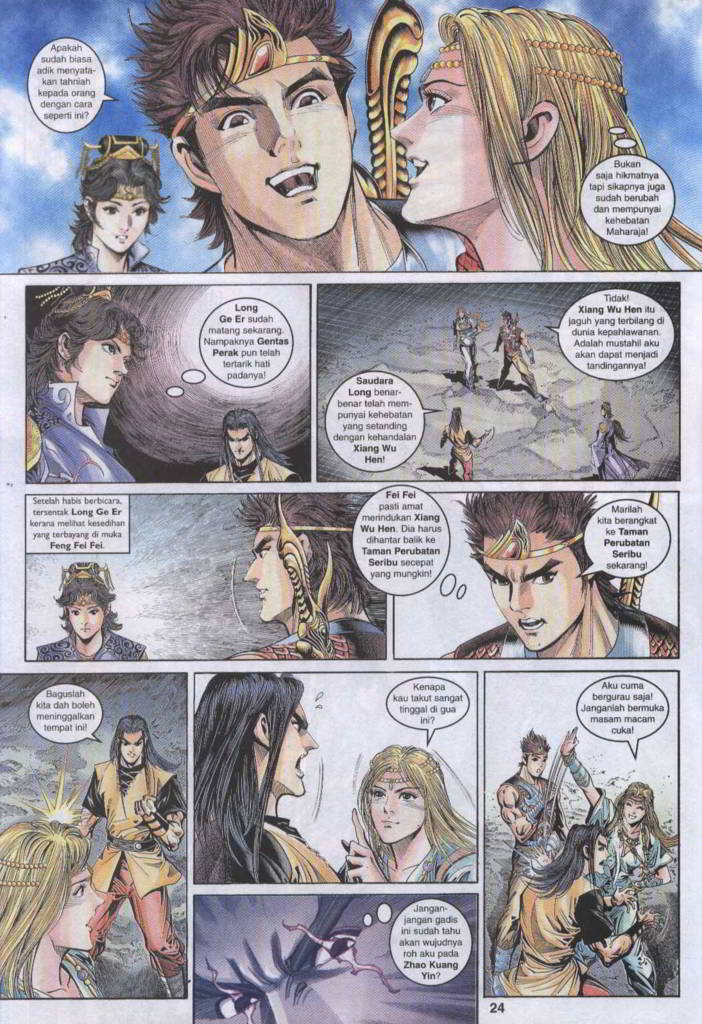 Apakah
sudah biasa
adik menyata-
kan tahniah
kepada orang
dengan cara
seperti ini?
Bukan
saja hikmatnya
tapi sikapnya juga
sudah berubah
dan mempunyai
kehebatan
Maharaja!
Long
Ge Er sudah
matang sekarang.
Nampaknya Gentas
Perak pun telah
tertarik hati
padanya!
Tidak!
Xiang Wu Hen itu
jaguh yang terbilang di
dunia kepahlawanan.
Adalah mustahil aku
akan dapat menjadi
tandingannya!
Saudara
Long benar-
benar telah mem-
punyai kehebatan
yang setanding
dengan kehandalan
Xiang Wu
Hen!
Setelah habis berbicara,
tersentak Long Ge Er
kerana melihat kesedihan
yang terbayang di muka
Feng Fei Fei.
Fei Fei
pasti amat
merindukan Xiang
Wu Hen. Dia harus
dihantar balik ke
Taman Perubatan
Seribu secepat
yang mungkin!
Marilah
kita berangkat
ke Taman
Perubatan
Seribu
sekarang!
Baguslah
kita dah boleh
meninggalkan
tempat ini!
Kenapa
kau takut sangat
tinggal di gua
ini?
Aku cuma
bergurau saja!
Janganlah bermuka
masam macam
cuka!
Jangan-
jangan gadis
ini sudah tahu
akan wujudnya
roh aku pada
Zhao Kuang
Yin?
24